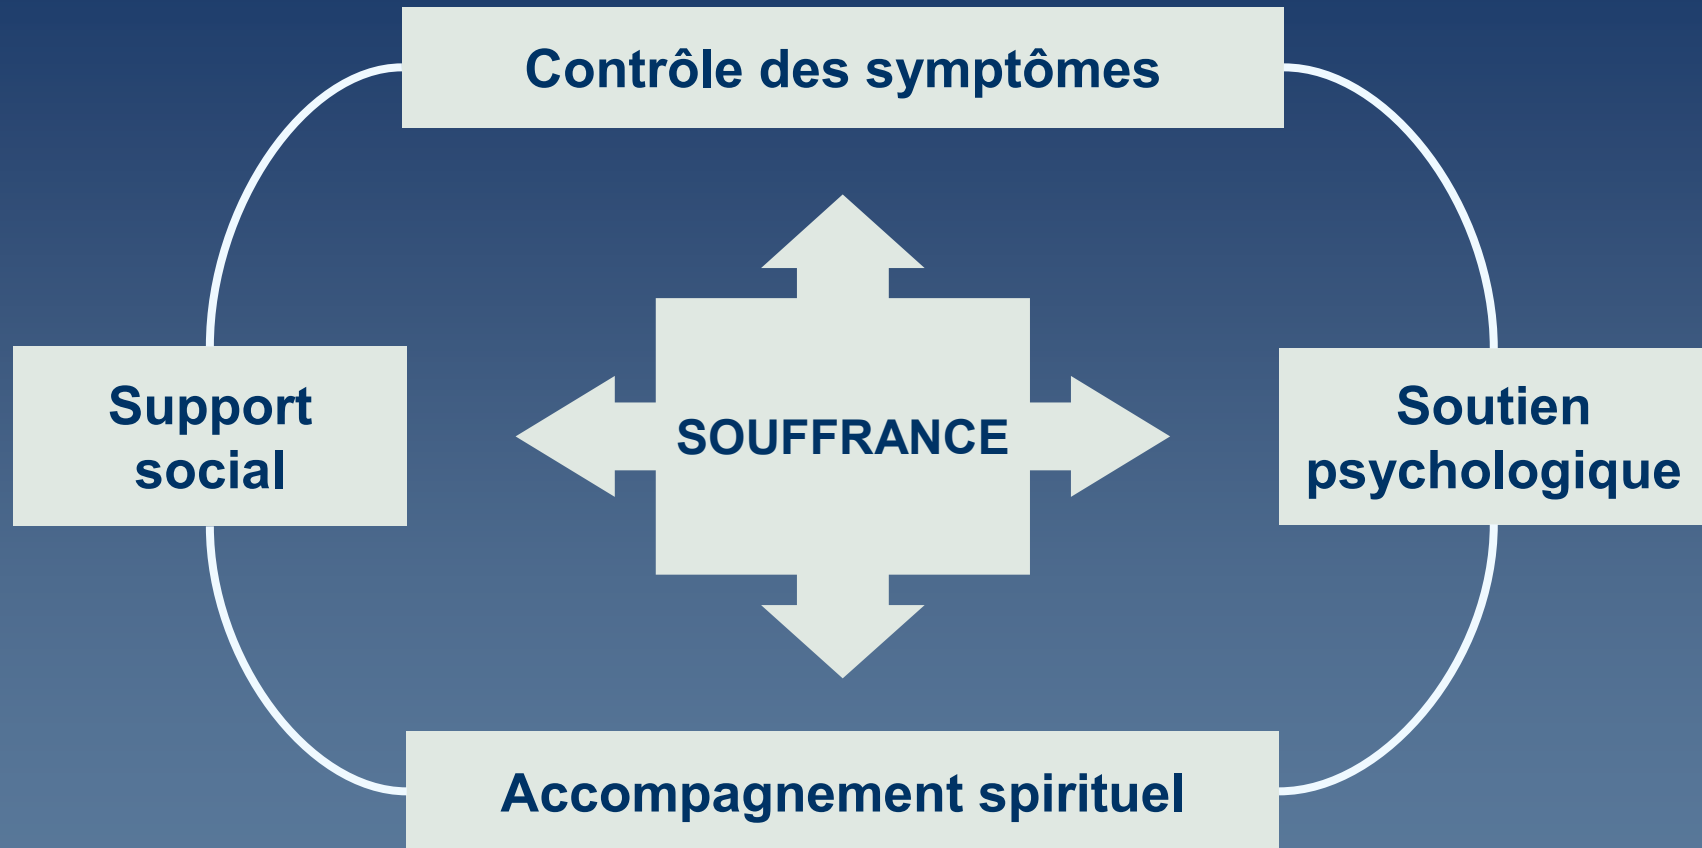 Contrôle des symptômes
Support
social
SOUFFRANCE
Soutien
psychologique
Accompagnement spirituel